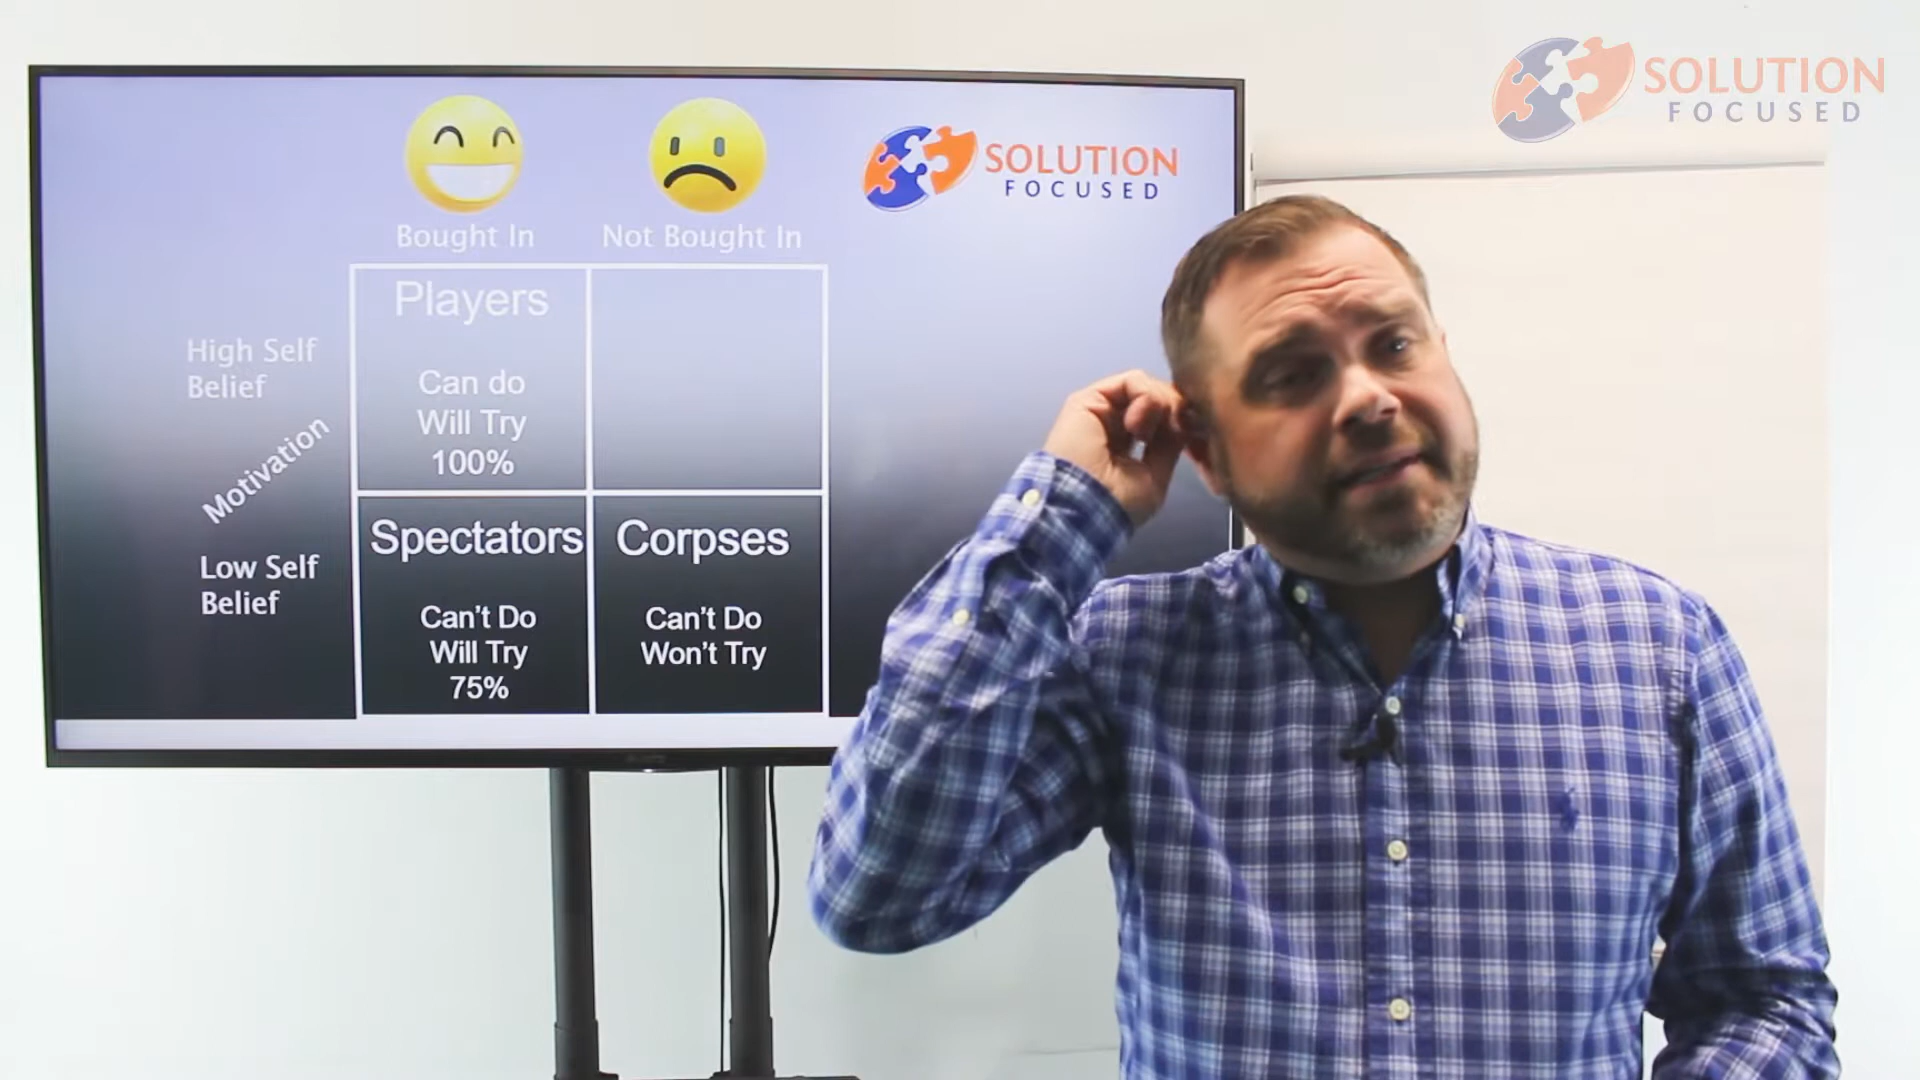 SOLUTION
FOCUSED
SOLUTION
FOCUSED
Bought In
Not Bought In
Players
High Self
Belief
Can do
Will Try
100%
Motivation
Spectators
Corpses
Low Self
Belief
Can't Do
Will Try
75%
Can't Do
Won't Try